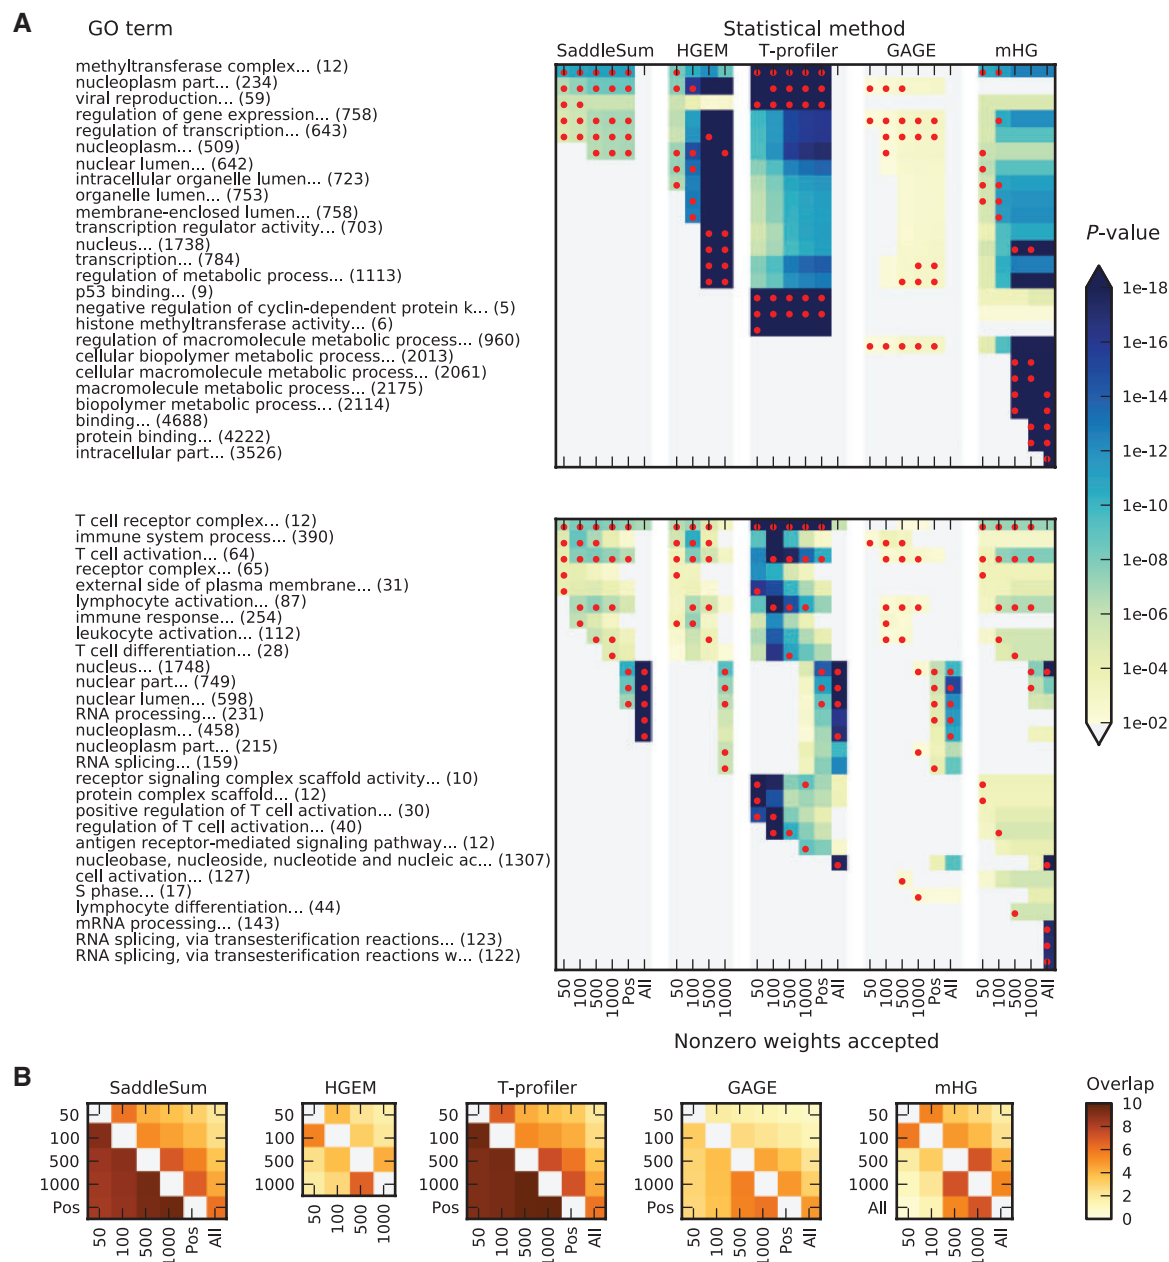 A
GO term
Statistical method
SaddleSum HGEM T-profiler GAGE mHG
methyltransferase complex... (12)
nucleoplasm part... (234)
viral reproduction... (59)
regulation of gene expression... (758)
regulation of transcription... (643)
nucleoplasm... (509)
nuclear lumen... (642)
intracellular organelle lumen... (723)
organelle lumen... (753)
membrane-enclosed lumen... (758)
transcription regulator activity... (703)
nucleus... (1738)
transcription... (784)
regulation of metabolic process... (1113)
p53 binding... (9)
negative regulation of cyclin-dependent protein k... (5)
histone methyltransferase activity... (6)
regulation of macromolecule metabolic process... (960)
cellular biopolymer metabolic process... (2013)
cellular macromolecule metabolic process... (2061)
macromolecule metabolic process... (2175)
biopolymer metabolic process... (2114)
binding... (4688)
protein binding... (4222)
intracellular part... (3526)
P-value
1e-18
1e-16
1e-14
1e-12
1e-10
1e-08
1e-06
1e-04
1e-02
T cell receptor complex... (12)
immune system process... (390)
T cell activation... (64)
receptor complex... (65)
external side of plasma membrane... (31)
lymphocyte activation... (87)
immune response... (254)
leukocyte activation... (112)
T cell differentiation... (28)
nucleus... (1748)
nuclear part... (749)
nuclear lumen... (598)
RNA processing... (231)
nucleoplasm... (458)
nucleoplasm part... (215)
RNA splicing... (159)
receptor signaling complex scaffold activity... (10)
protein complex scaffold... (12)
positive regulation of T cell activation... (30)
regulation of T cell activation... (40)
antigen receptor-mediated signaling pathway... (12)
nucleobase, nucleoside, nucleotide and nucleic ac... (1307)
cell activation... (127)
S phase... (17)
lymphocyte differentiation... (44)
mRNA processing... (143)
RNA splicing, via transesterification reactions... (123)
RNA splicing, via transesterification reactions w... (122)
50 100 500 1000 Pos All 50 100 500 1000 50 100 500 1000 Pos All 50 100 500 1000 Pos All 50 100 500 1000 All
Nonzero weights accepted
B
SaddleSum HGEM T-profiler GAGE mHG Overlap
50 50 50 50 50 10
100 100 100 100 100 8
500 500 500 500 500 6
1000 1000 1000 1000 1000 4
Pos Pos Pos All 2
0
50 100 500 1000 Pos All 50 100 500 1000 50 100 500 1000 Pos All 50 100 500 1000 Pos All 50 100 500 1000 All